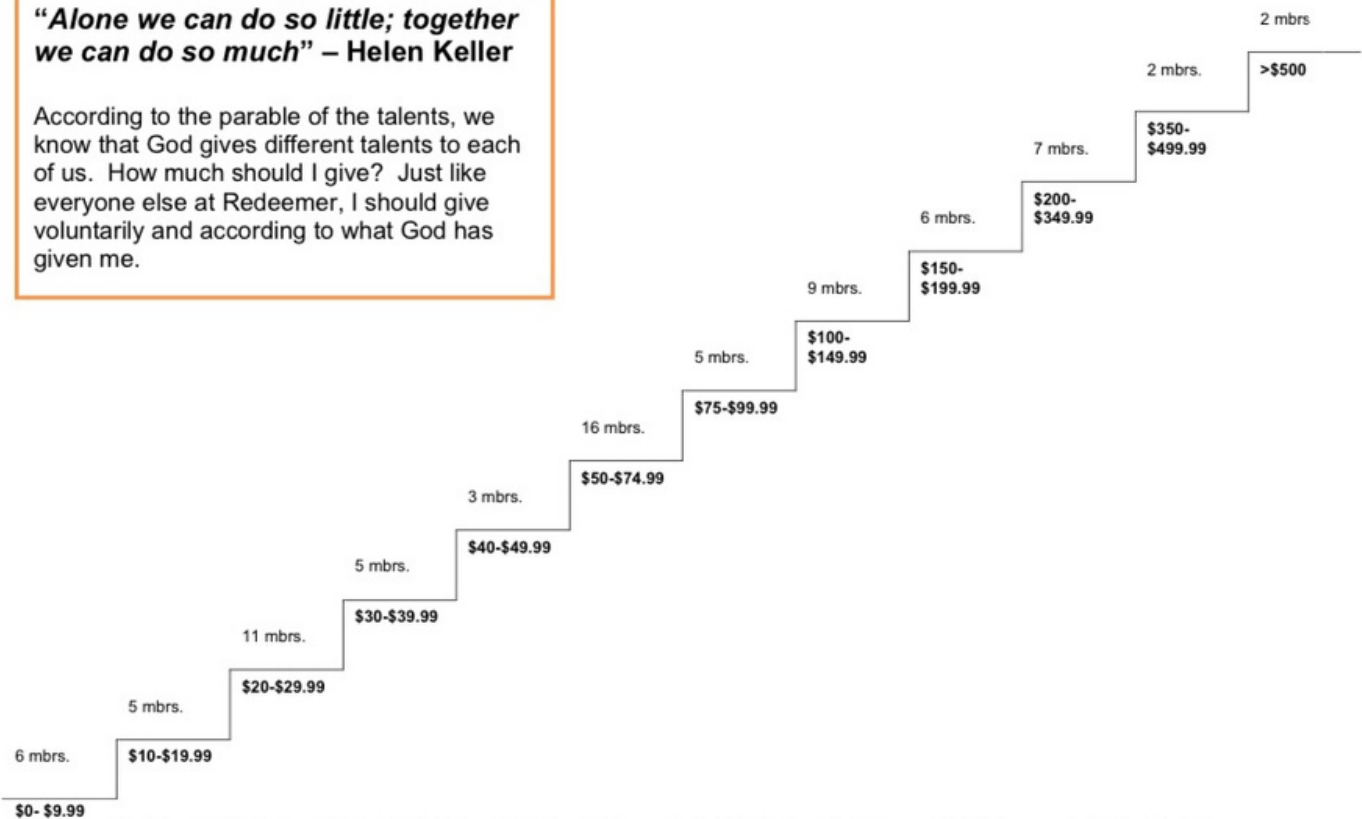 “Alone we can do so little; together
we can do so much” – Helen Keller
According to the parable of the talents, we
know that God gives different talents to each
of us.  How much should I give?  Just like
everyone else at Redeemer, I should give
voluntarily and according to what God has
given me.
2 mbrs
>$500
2 mbrs.
$350-
$499.99
7 mbrs.
$200-
$349.99
6 mbrs.
$150-
$199.99
9 mbrs.
$100-
$149.99
5 mbrs.
$75-$99.99
16 mbrs.
$50-$74.99
3 mbrs.
$40-$49.99
5 mbrs.
$30-$39.99
11 mbrs.
$20-$29.99
5 mbrs.
$10-$19.99
6 mbrs.
$0- $9.99